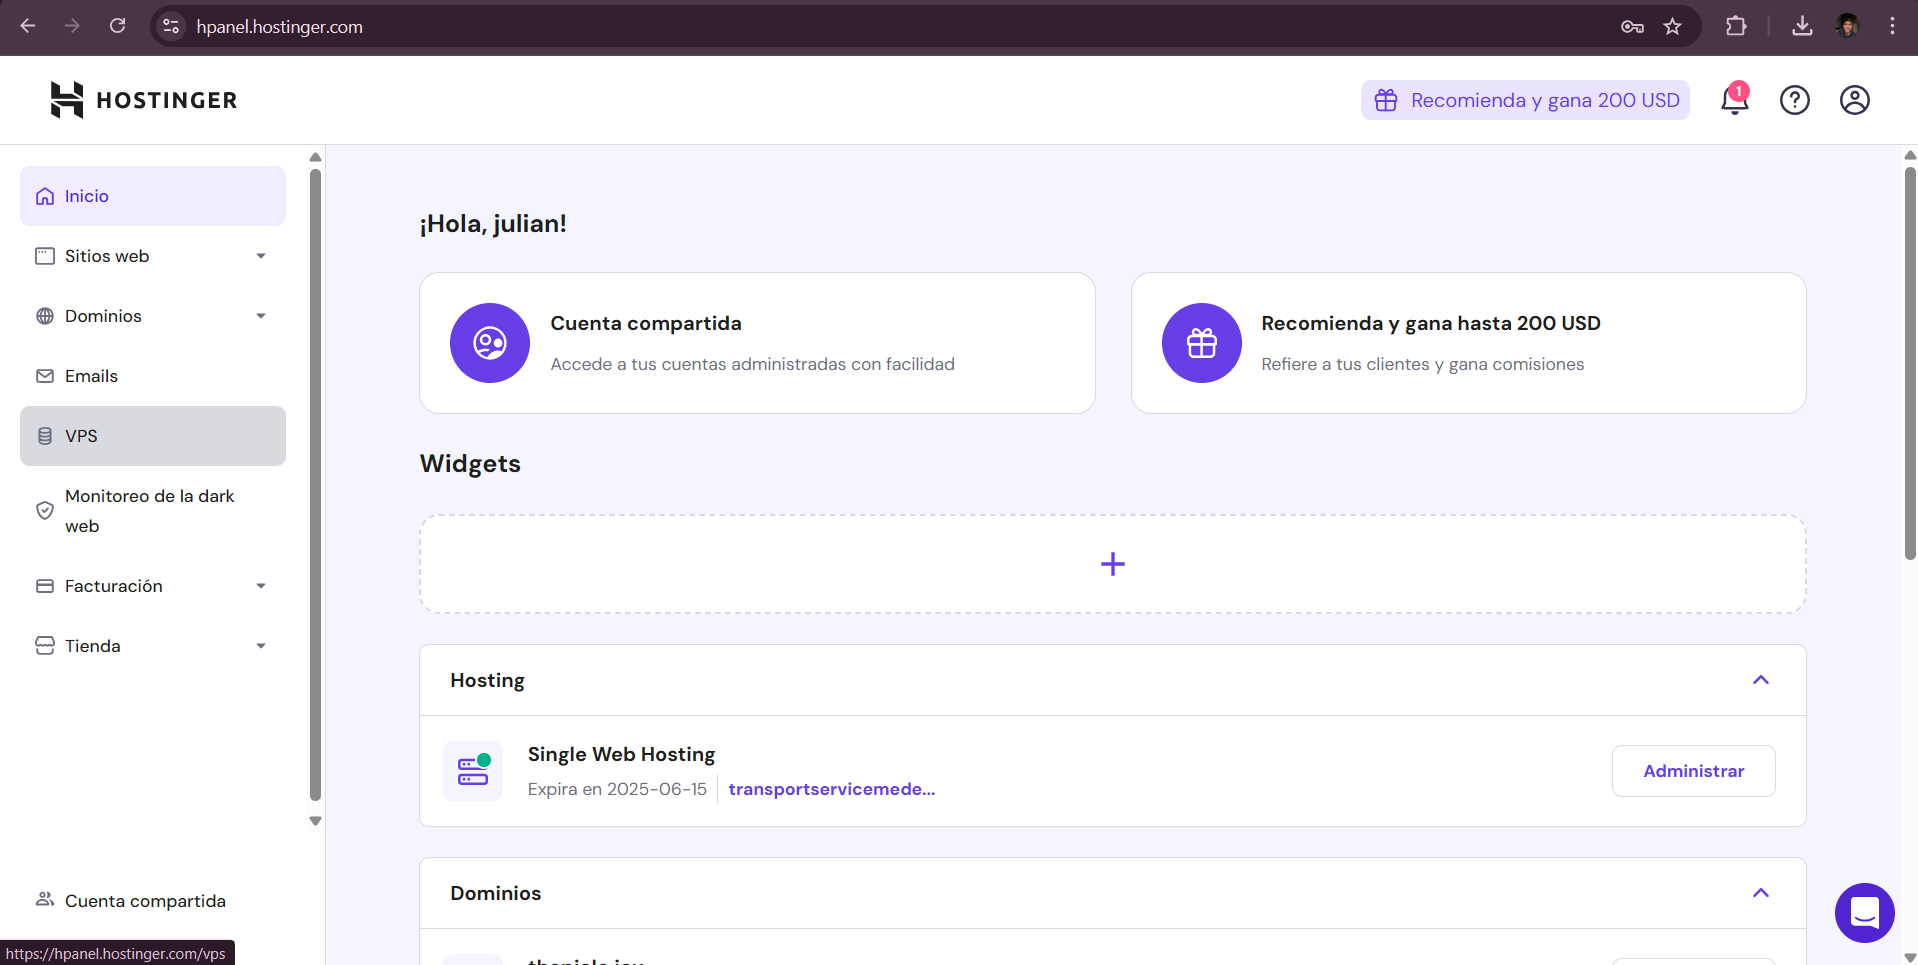 hpanel.hostinger.com
HOSTINGER
Recomienda y gana 200 USD
1
Inicio
Sitios web
Dominios
Emails
VPS
Monitoreo de la dark
web
Facturación
Tienda
Cuenta compartida
https://hpanel.hostinger.com/vps
¡Hola, julian!
Cuenta compartida
Accede a tus cuentas administradas con facilidad
Recomienda y gana hasta 200 USD
Refiere a tus clientes y gana comisiones
Widgets
Hosting
Single Web Hosting
Expira en 2025-06-15
transportservicemede...
Administrar
Dominios